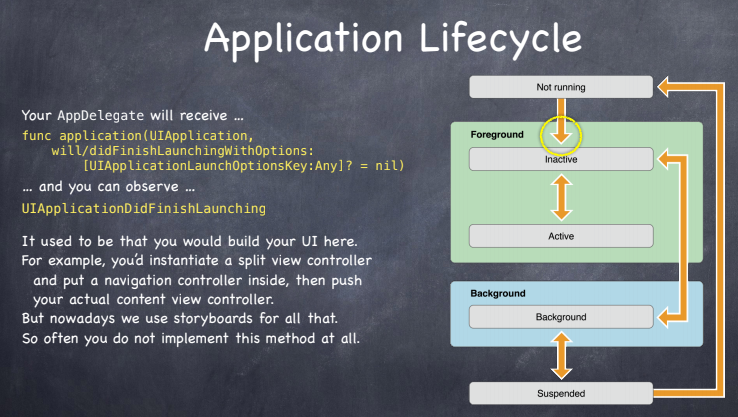 Application Lifecycle
Your AppDelegate will receive …
func application(UIApplication,
will/didFinishLaunchingWithOptions:
[UIApplicationLaunchOptionsKey:Any]? = nil)
… and you can observe …
UIApplicationDidFinishLaunching
It used to be that you would build your UI here.
For example, you'd instantiate a split view controller
and put a navigation controller inside, then push
your actual content view controller.
But nowadays we use storyboards for all that.
So often you do not implement this method at all.
Not running
Foreground
Inactive
Active
Background
Background
Suspended